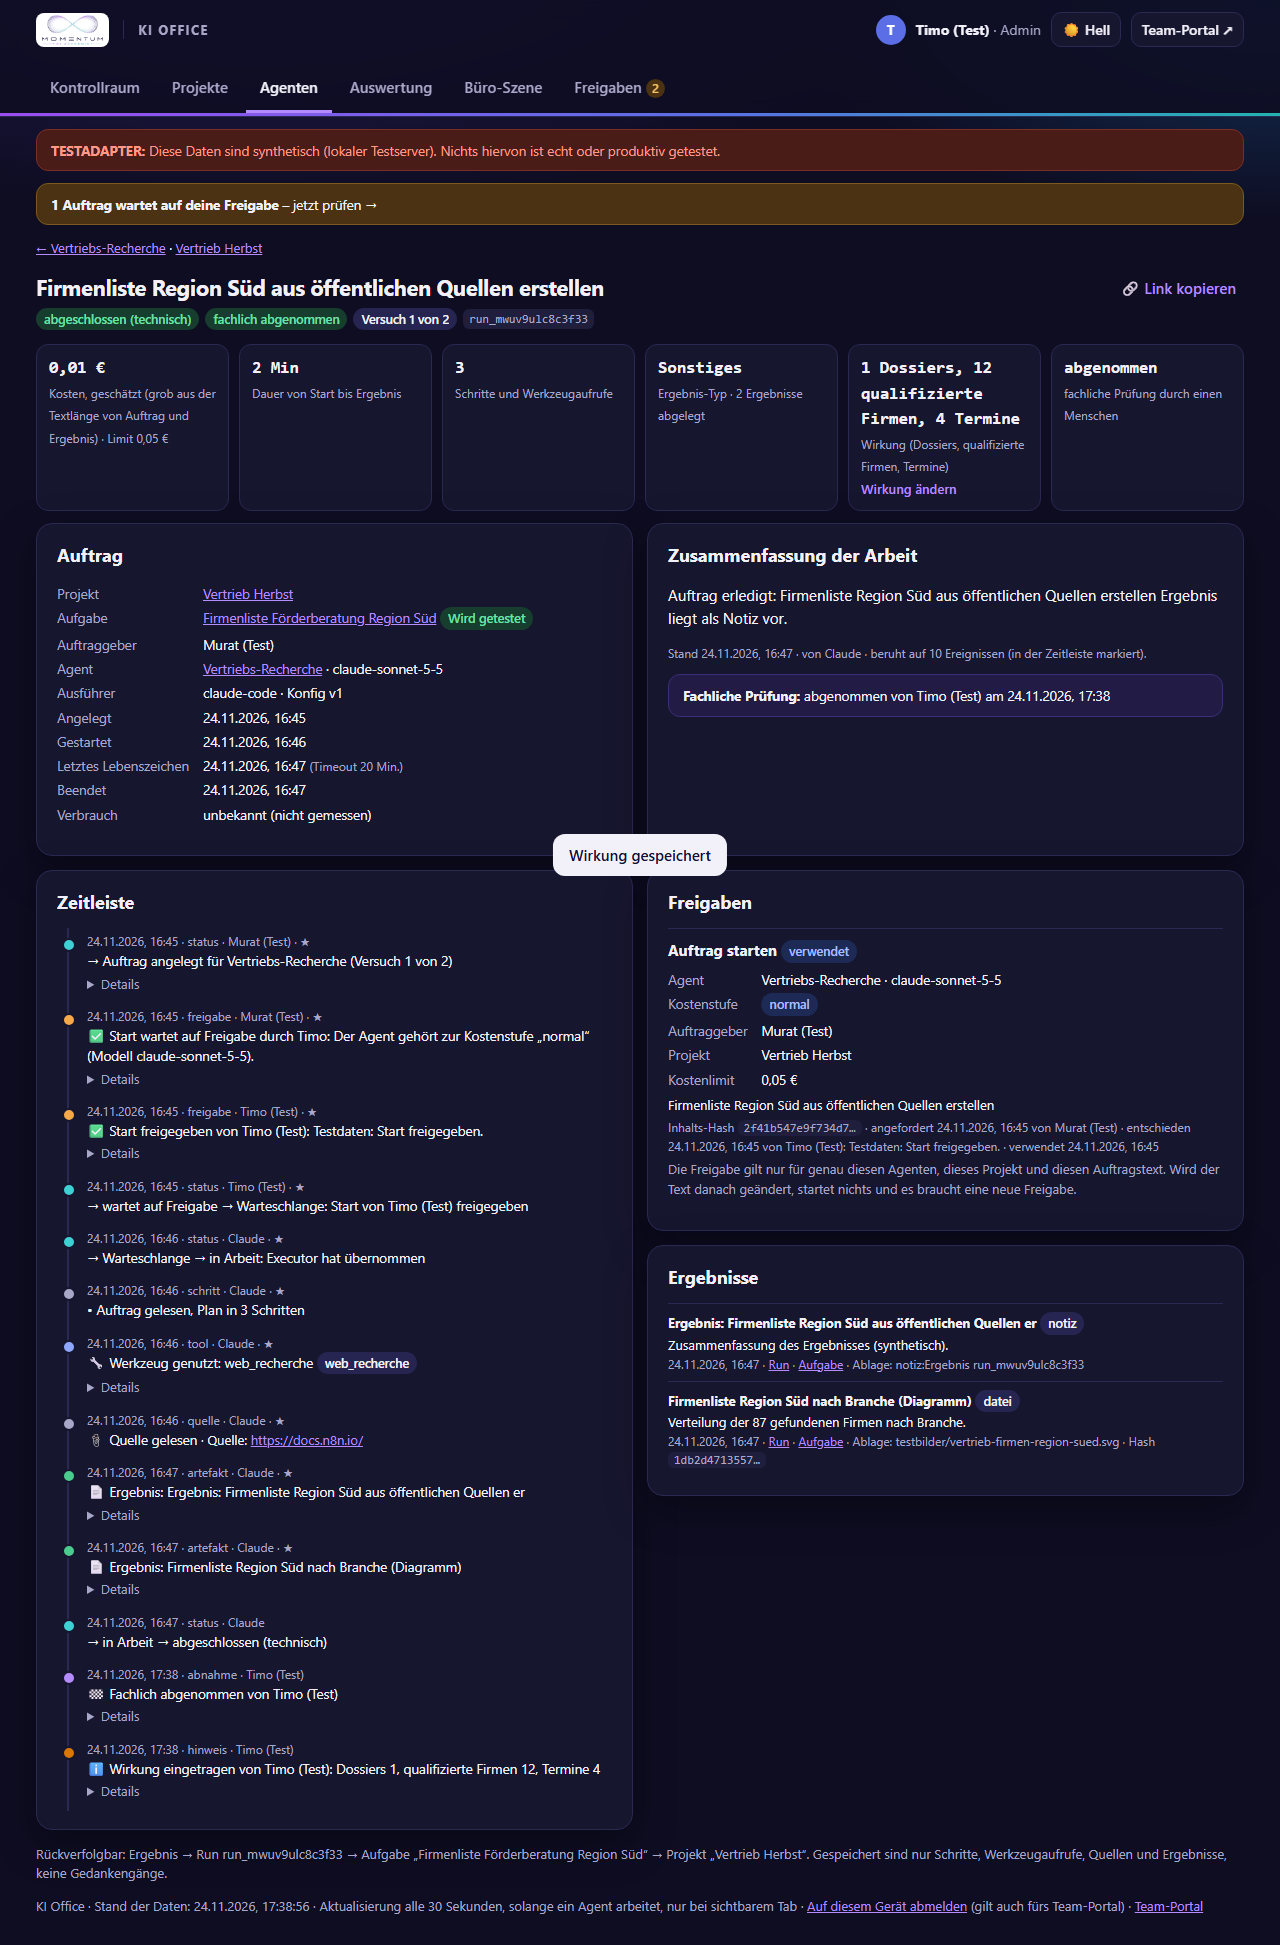 MOMENTUM
KI OFFICE
T Timo (Test) · Admin
Hell
Team-Portal ↗
Kontrollraum
Projekte
Agenten
Auswertung
Büro-Szene
Freigaben 2
TESTADAPTER: Diese Daten sind synthetisch (lokaler Testserver). Nichts hiervon ist echt oder produktiv getestet.
1 Auftrag wartet auf deine Freigabe – jetzt prüfen →
← Vertriebs-Recherche · Vertrieb Herbst
Firmenliste Region Süd aus öffentlichen Quellen erstellen
Link kopieren
abgeschlossen (technisch) fachlich abgenommen Versuch 1 von 2 run_mwuv9ulc8c3f33
0,01 €
Kosten, geschätzt (grob aus der
Textlänge von Auftrag und
Ergebnis) · Limit 0,05 €
2 Min
Dauer von Start bis Ergebnis
3
Schritte und Werkzeugaufrufe
Sonstiges
Ergebnis-Typ · 2 Ergebnisse
abgelegt
1 Dossiers, 12
qualifizierte
Firmen, 4 Termine
Wirkung (Dossiers, qualifizierte
Firmen, Termine)
Wirkung ändern
abgenommen
fachliche Prüfung durch einen
Menschen
Auftrag
Projekt Vertrieb Herbst
Aufgabe Firmenliste Förderberatung Region Süd Wird getestet
Auftraggeber Murat (Test)
Agent Vertriebs-Recherche · claude-sonnet-5-5
Ausführer claude-code · Konfig v1
Angelegt 24.11.2026, 16:45
Gestartet 24.11.2026, 16:46
Letztes Lebenszeichen 24.11.2026, 16:47 (Timeout 20 Min.)
Beendet 24.11.2026, 16:47
Verbrauch unbekannt (nicht gemessen)
Zusammenfassung der Arbeit
Auftrag erledigt: Firmenliste Region Süd aus öffentlichen Quellen erstellen Ergebnis
liegt als Notiz vor.
Stand 24.11.2026, 16:47 · von Claude · beruht auf 10 Ereignissen (in der Zeitleiste markiert).
Fachliche Prüfung: abgenommen von Timo (Test) am 24.11.2026, 17:38
Wirkung gespeichert
Zeitleiste
24.11.2026, 16:45 · status · Murat (Test) · ★
→ Auftrag angelegt für Vertriebs-Recherche (Versuch 1 von 2)
▶ Details
24.11.2026, 16:45 · freigabe · Murat (Test) · ★
✅ Start wartet auf Freigabe durch Timo: Der Agent gehört zur Kostenstufe „normal“
(Modell claude-sonnet-5-5).
▶ Details
24.11.2026, 16:45 · freigabe · Timo (Test) · ★
✅ Start freigegeben von Timo (Test): Testdaten: Start freigegeben.
▶ Details
24.11.2026, 16:45 · status · Timo (Test) · ★
→ wartet auf Freigabe → Warteschlange: Start von Timo (Test) freigegeben
24.11.2026, 16:46 · status · Claude · ★
→ Warteschlange → in Arbeit: Executor hat übernommen
24.11.2026, 16:46 · schritt · Claude · ★
• Auftrag gelesen, Plan in 3 Schritten
24.11.2026, 16:46 · tool · Claude · ★
Werkzeug genutzt: web_recherche web_recherche
▶ Details
24.11.2026, 16:46 · quelle · Claude · ★
Quelle gelesen · Quelle: https://docs.n8n.io/
24.11.2026, 16:47 · artefakt · Claude · ★
Ergebnis: Ergebnis: Firmenliste Region Süd aus öffentlichen Quellen er
▶ Details
24.11.2026, 16:47 · artefakt · Claude · ★
Ergebnis: Firmenliste Region Süd nach Branche (Diagramm)
▶ Details
24.11.2026, 16:47 · status · Claude
→ in Arbeit → abgeschlossen (technisch)
24.11.2026, 17:38 · abnahme · Timo (Test)
Fachlich abgenommen von Timo (Test)
▶ Details
24.11.2026, 17:38 · hinweis · Timo (Test)
ℹ Wirkung eingetragen von Timo (Test): Dossiers 1, qualifizierte Firmen 12, Termine 4
▶ Details
Freigaben
Auftrag starten verwendet
Agent Vertriebs-Recherche · claude-sonnet-5-5
Kostenstufe normal
Auftraggeber Murat (Test)
Projekt Vertrieb Herbst
Kostenlimit 0,05 €
Firmenliste Region Süd aus öffentlichen Quellen erstellen
Inhalts-Hash 2f41b547e9f734d7… · angefordert 24.11.2026, 16:45 von Murat (Test) · entschieden
24.11.2026, 16:45 von Timo (Test): Testdaten: Start freigegeben. · verwendet 24.11.2026, 16:45
Die Freigabe gilt nur für genau diesen Agenten, dieses Projekt und diesen Auftragstext. Wird der
Text danach geändert, startet nichts und es braucht eine neue Freigabe.
Ergebnisse
Ergebnis: Firmenliste Region Süd aus öffentlichen Quellen er notiz
Zusammenfassung des Ergebnisses (synthetisch).
24.11.2026, 16:47 · Run · Aufgabe · Ablage: notiz:Ergebnis run_mwuv9ulc8c3f33
Firmenliste Region Süd nach Branche (Diagramm) datei
Verteilung der 87 gefundenen Firmen nach Branche.
24.11.2026, 16:47 · Run · Aufgabe · Ablage: testbilder/vertrieb-firmen-region-sued.svg · Hash
1db2d4713557…
Rückverfolgbar: Ergebnis → Run run_mwuv9ulc8c3f33 → Aufgabe „Firmenliste Förderberatung Region Süd“ → Projekt „Vertrieb Herbst“. Gespeichert sind nur Schritte, Werkzeugaufrufe, Quellen und Ergebnisse,
keine Gedankengänge.
KI Office · Stand der Daten: 24.11.2026, 17:38:56 · Aktualisierung alle 30 Sekunden, solange ein Agent arbeitet, nur bei sichtbarem Tab · Auf diesem Gerät abmelden (gilt auch fürs Team-Portal) · Team-Portal